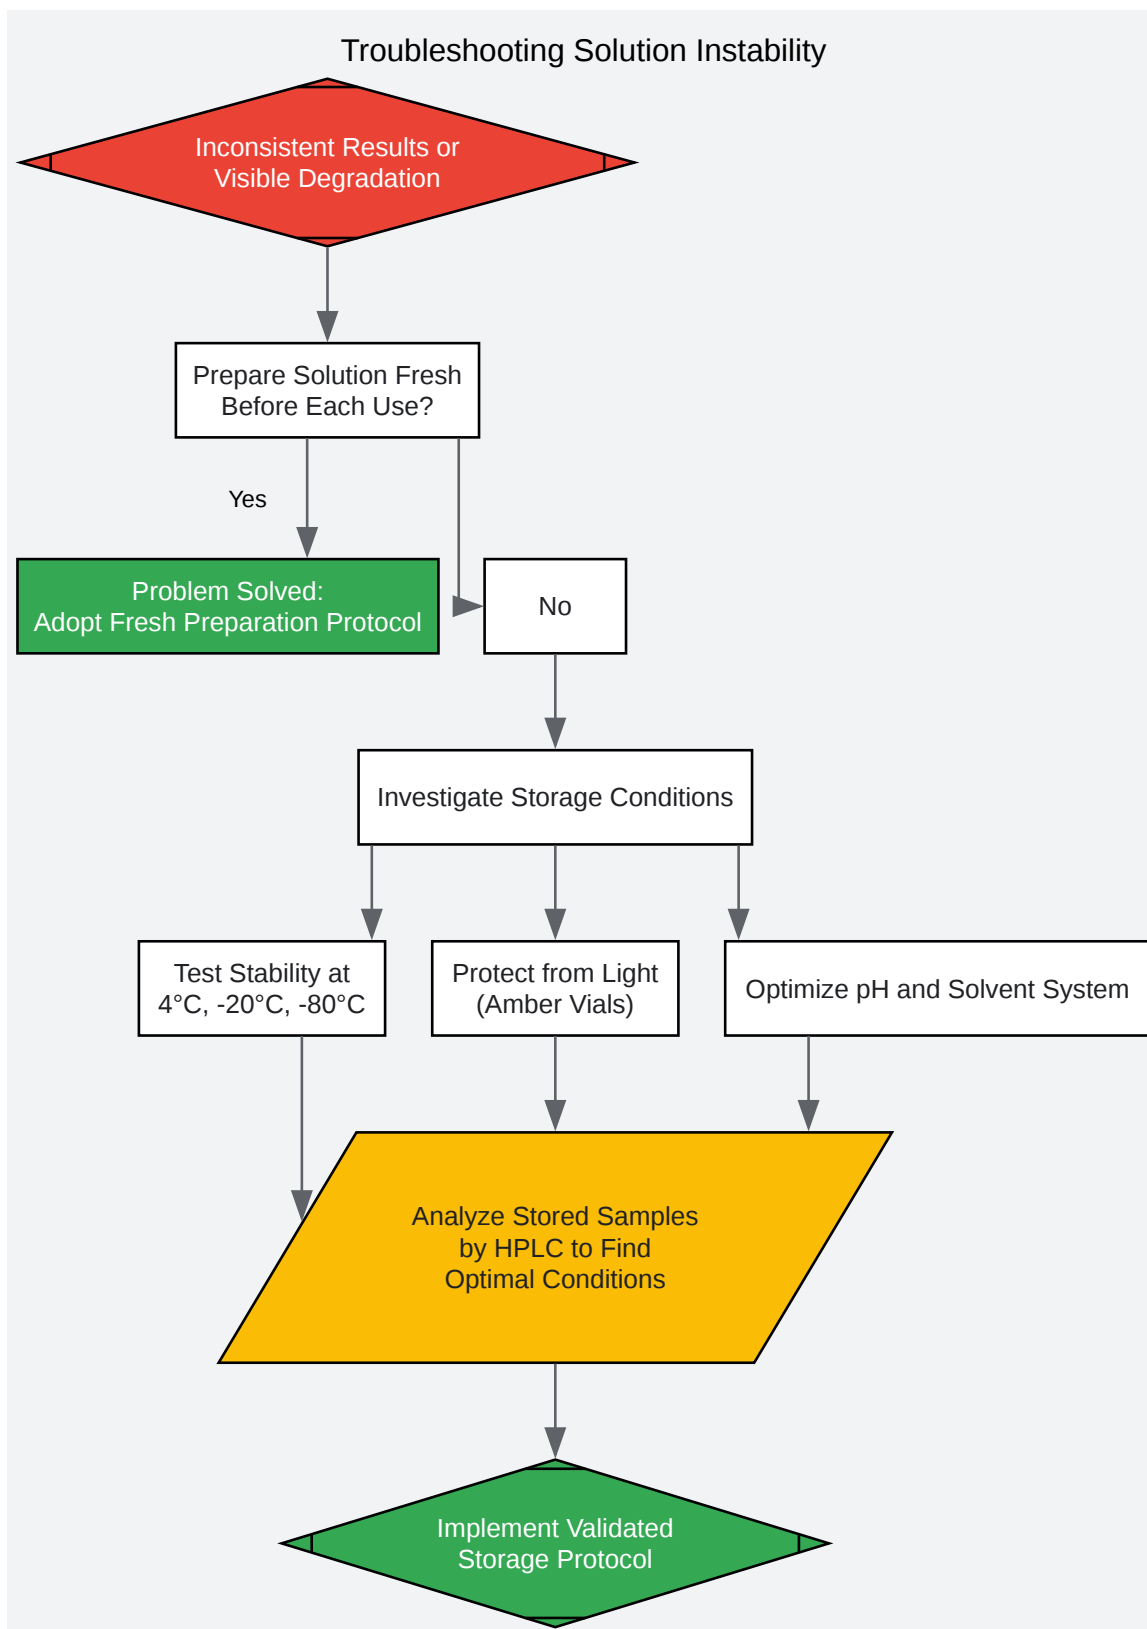 Troubleshooting Solution Instability
Inconsistent Results or
Visible Degradation
Prepare Solution Fresh
Before Each Use?
Yes
Problem Solved:
Adopt Fresh Preparation Protocol
No
Investigate Storage Conditions
Test Stability at
4°C, -20°C, -80°C
Protect from Light
(Amber Vials)
Optimize pH and Solvent System
Analyze Stored Samples
by HPLC to Find
Optimal Conditions
Implement Validated
Storage Protocol